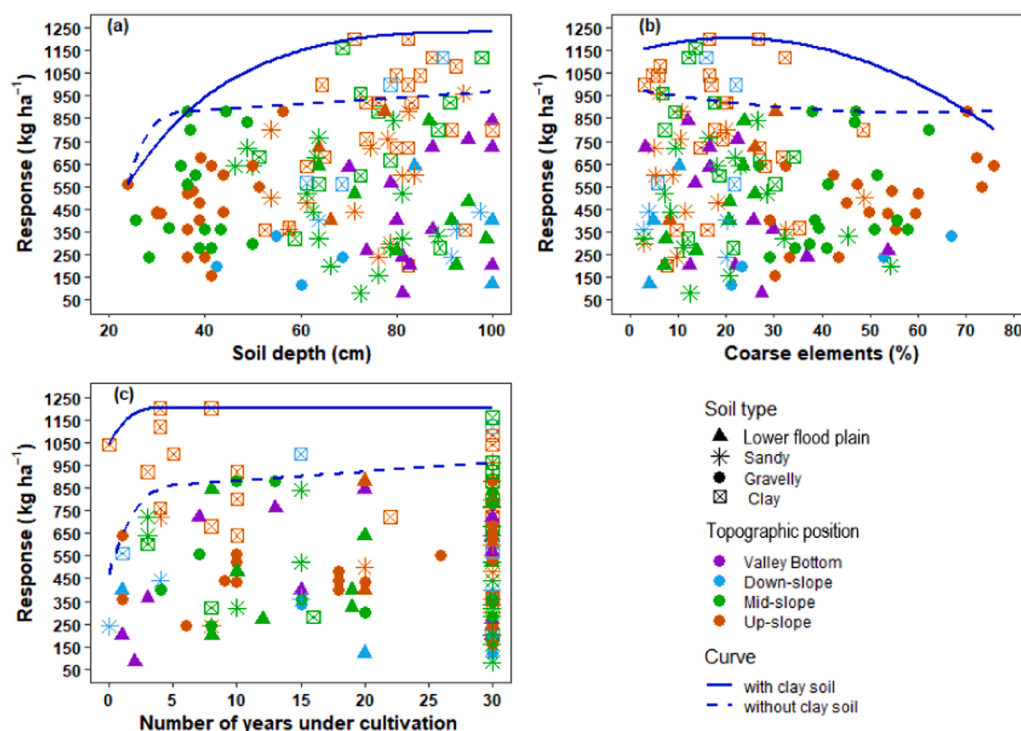 (a)
Response (kg ha⁻¹)
1250
1150
1050
950
850
750
650
550
450
350
250
150
50
20 40 60 80 100
Soil depth (cm)
(b)
Response (kg ha⁻¹)
1250
1150
1050
950
850
750
650
550
450
350
250
150
50
0 10 20 30 40 50 60 70 80
Coarse elements (%)
(c)
Response (kg ha⁻¹)
1250
1150
1050
950
850
750
650
550
450
350
250
150
50
0 5 10 15 20 25 30
Number of years under cultivation
Soil type
Lower flood plain
Sandy
Gravelly
Clay
Topographic position
Valley Bottom
Down-slope
Mid-slope
Up-slope
Curve
with clay soil
without clay soil